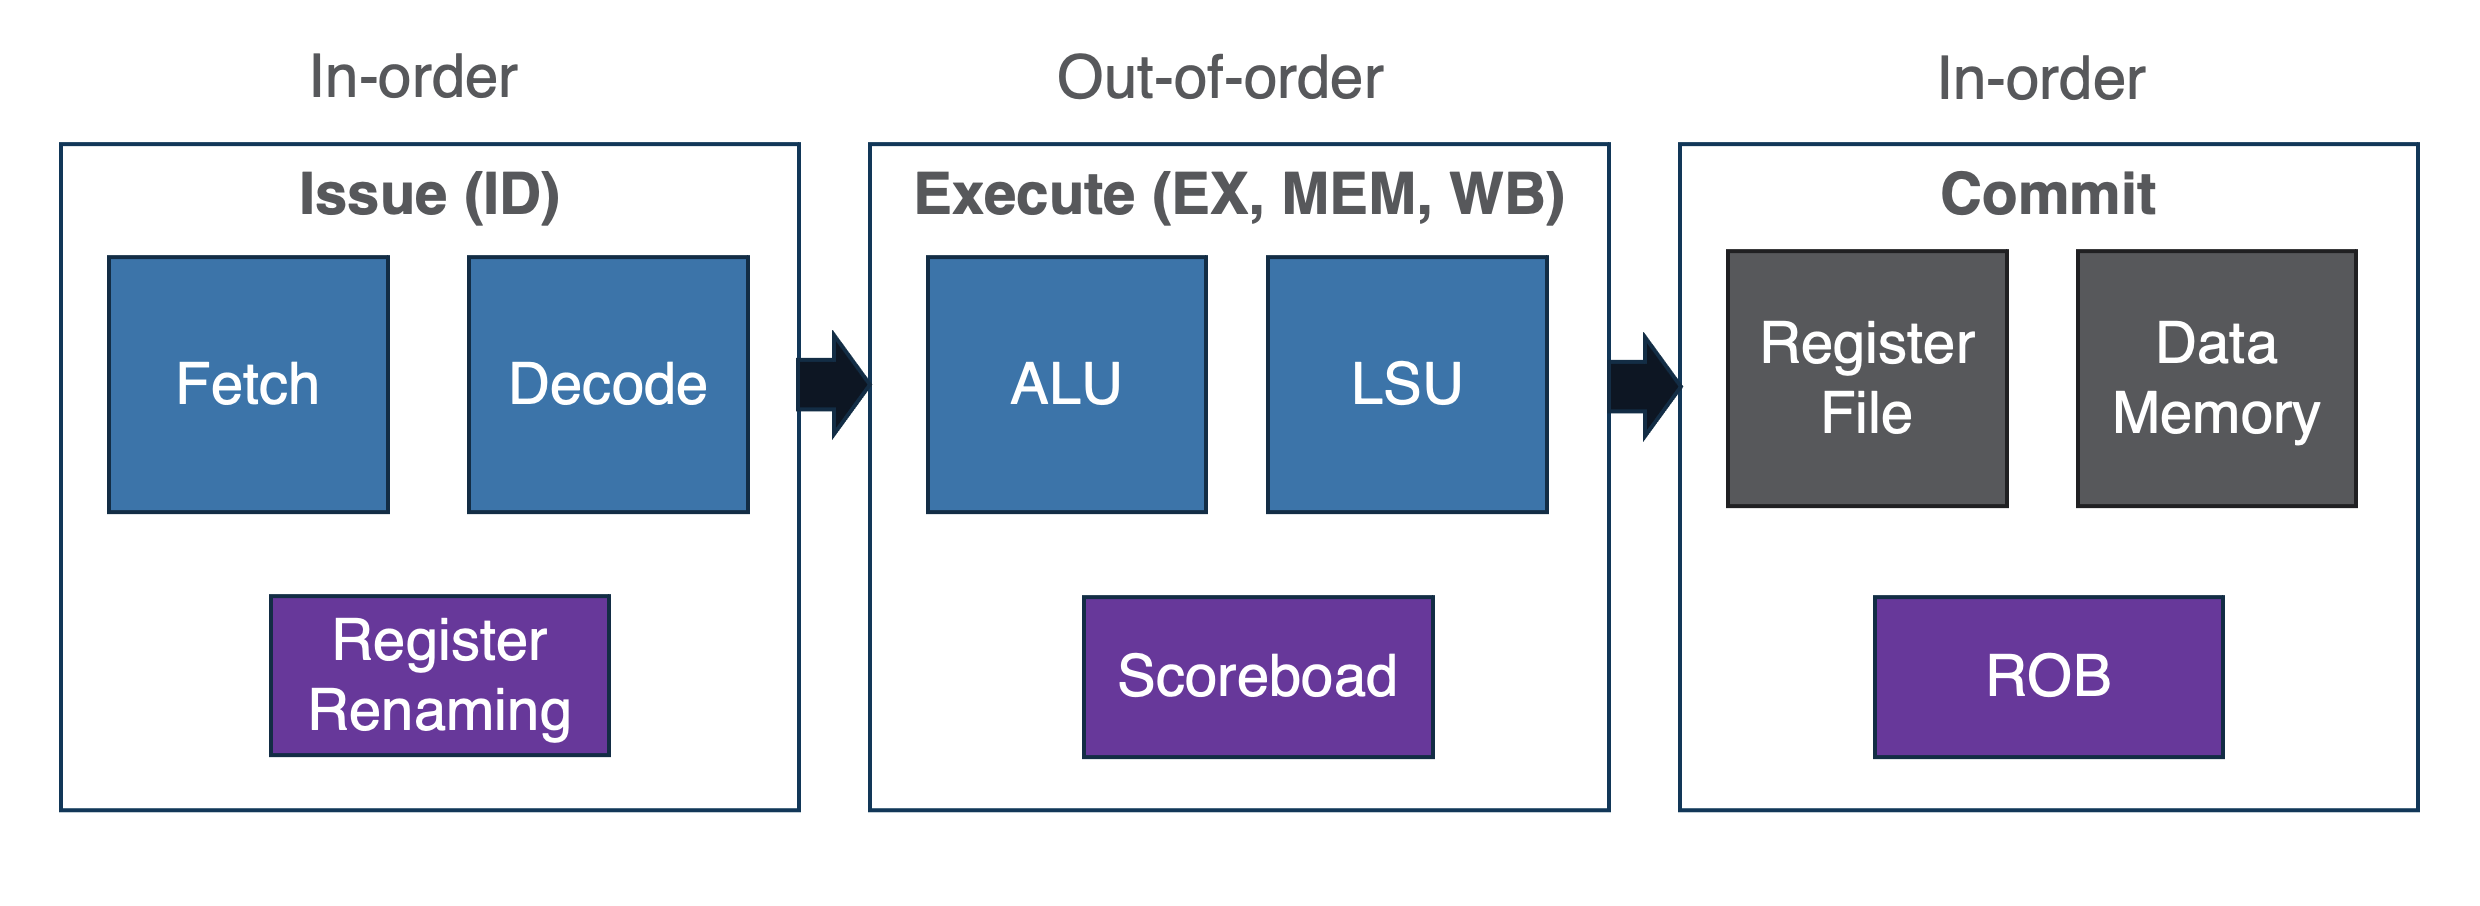 In-order
Out-of-order
In-order
Issue (ID)
Execute (EX, MEM, WB)
Commit
Fetch
Decode
ALU
LSU
Register
File
Data
Memory
Register
Renaming
Scoreboad
ROB